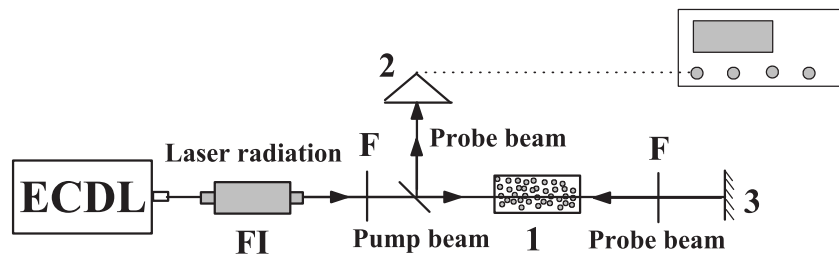 2
Probe beam
Laser radiation
F
F
ECDL
3
FI
Pump beam
1
Probe beam